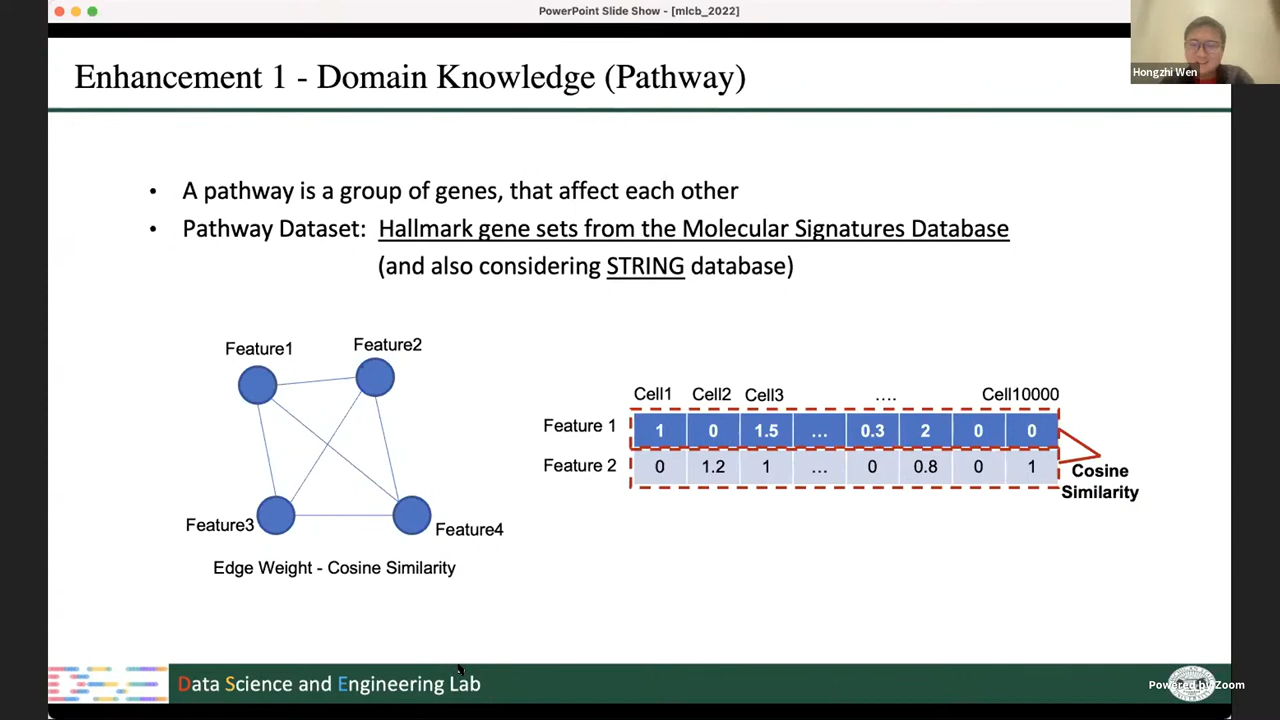 PowerPoint Slide Show - [mlcb_2022]
Hongzhi Wen
Enhancement 1 - Domain Knowledge (Pathway)
• A pathway is a group of genes, that affect each other
• Pathway Dataset: Hallmark gene sets from the Molecular Signatures Database
(and also considering STRING database)
Feature1
Feature2
Feature3
Feature4
Edge Weight - Cosine Similarity
Cell1 Cell2 Cell3 .... Cell10000
Feature 1 1 0 1.5 ... 0.3 2 0 0
Feature 2 0 1.2 1 ... 0 0.8 0 1
Cosine
Similarity
Data Science and Engineering Lab
Powered by Zoom